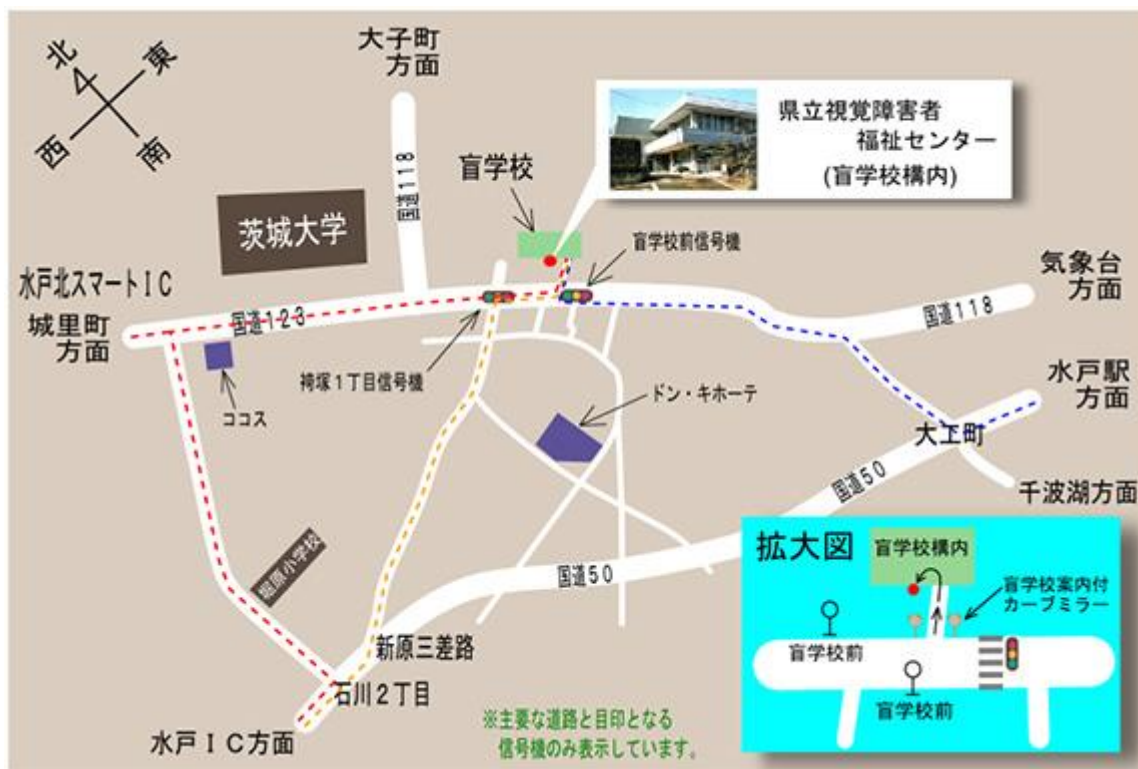 北
東
西
南
大子町
方面
国道118
県立視覚障害者
福祉センター
(盲学校構内)
盲学校
茨城大学
盲学校前信号機
水戸北スマートIC
城里町
方面
国道123
気象台
方面
国道118
袴塚1丁目信号機
ココス
ドン・キホーテ
水戸駅
方面
大工町
千波湖方面
国道50
国道50
堀原小学校
新原三差路
石川2丁目
水戸IC方面
※主要な道路と目印となる
信号機のみ表示しています。
拡大図
盲学校構内
盲学校案内付
カーブミラー
盲学校前
盲学校前